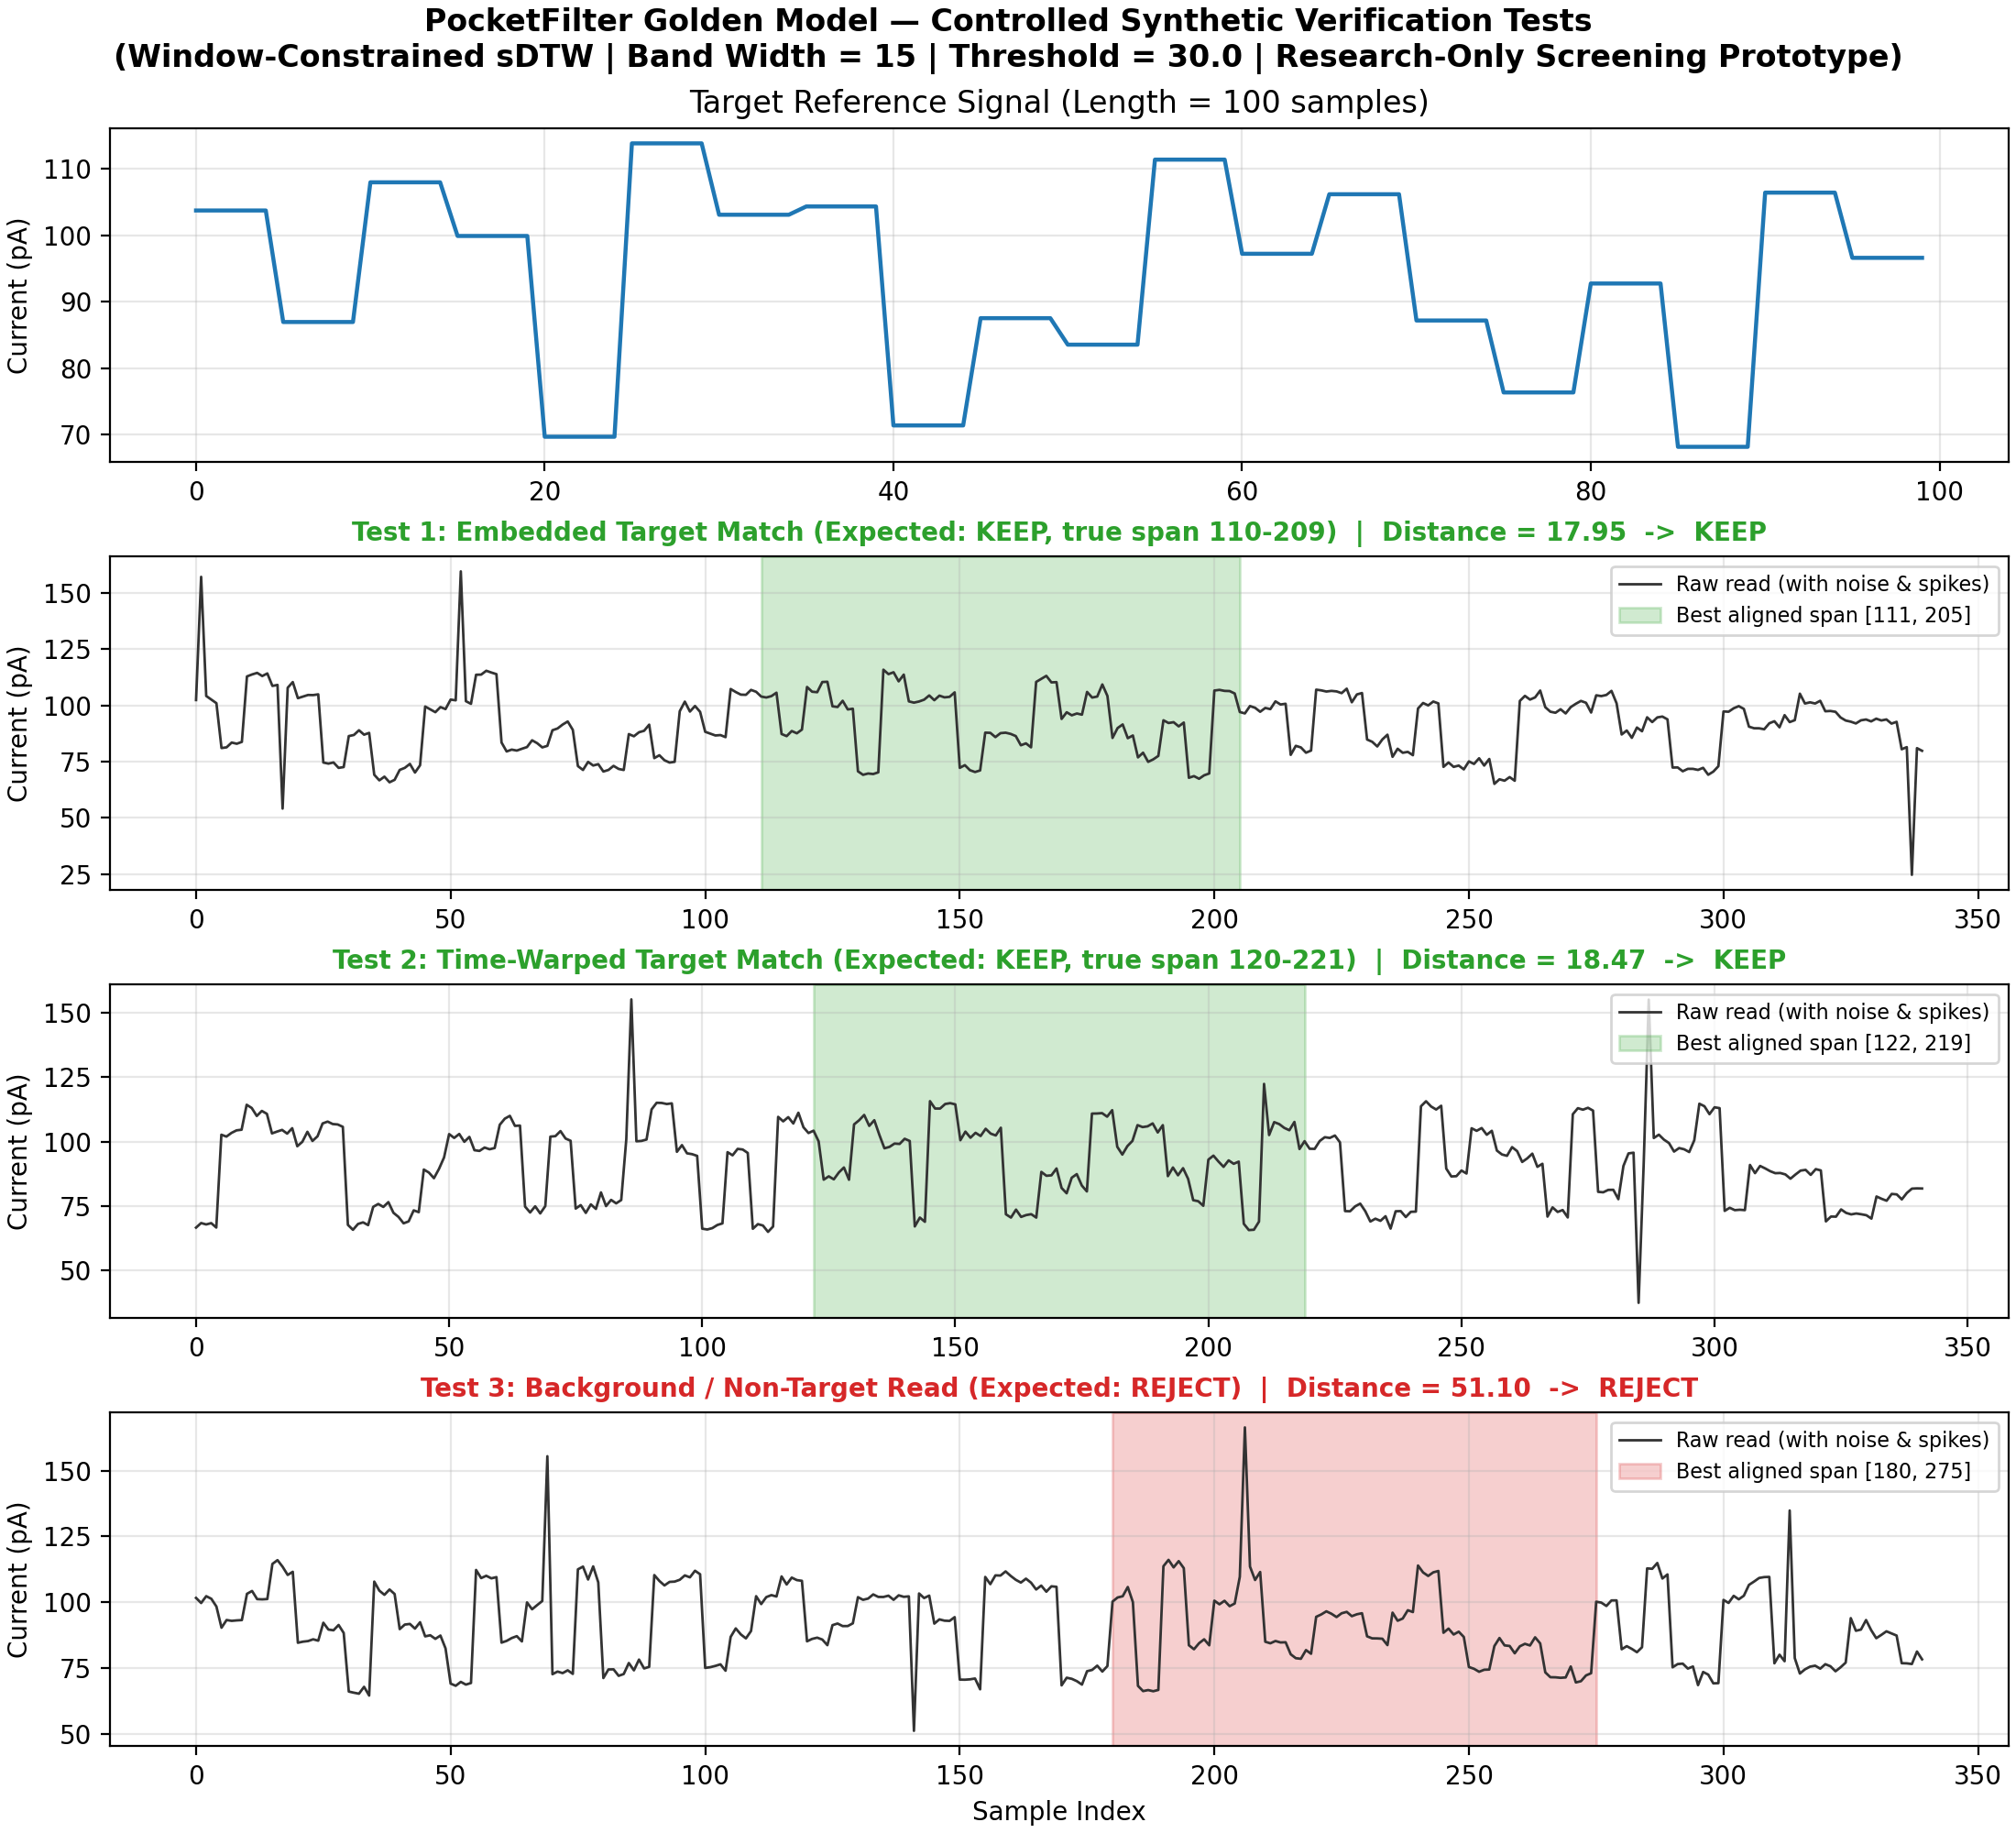 PocketFilter Golden Model — Controlled Synthetic Verification Tests
(Window-Constrained sDTW | Band Width = 15 | Threshold = 30.0 | Research-Only Screening Prototype)
Target Reference Signal (Length = 100 samples)
Current (pA)
110
100
90
80
70
0 20 40 60 80 100
Test 1: Embedded Target Match (Expected: KEEP, true span 110-209) | Distance = 17.95 -> KEEP
Current (pA)
150
125
100
75
50
25
Raw read (with noise & spikes)
Best aligned span [111, 205]
0 50 100 150 200 250 300 350
Test 2: Time-Warped Target Match (Expected: KEEP, true span 120-221) | Distance = 18.47 -> KEEP
Current (pA)
150
125
100
75
50
Raw read (with noise & spikes)
Best aligned span [122, 219]
0 50 100 150 200 250 300 350
Test 3: Background / Non-Target Read (Expected: REJECT) | Distance = 51.10 -> REJECT
Current (pA)
150
125
100
75
50
Raw read (with noise & spikes)
Best aligned span [180, 275]
0 50 100 150 200 250 300 350
Sample Index